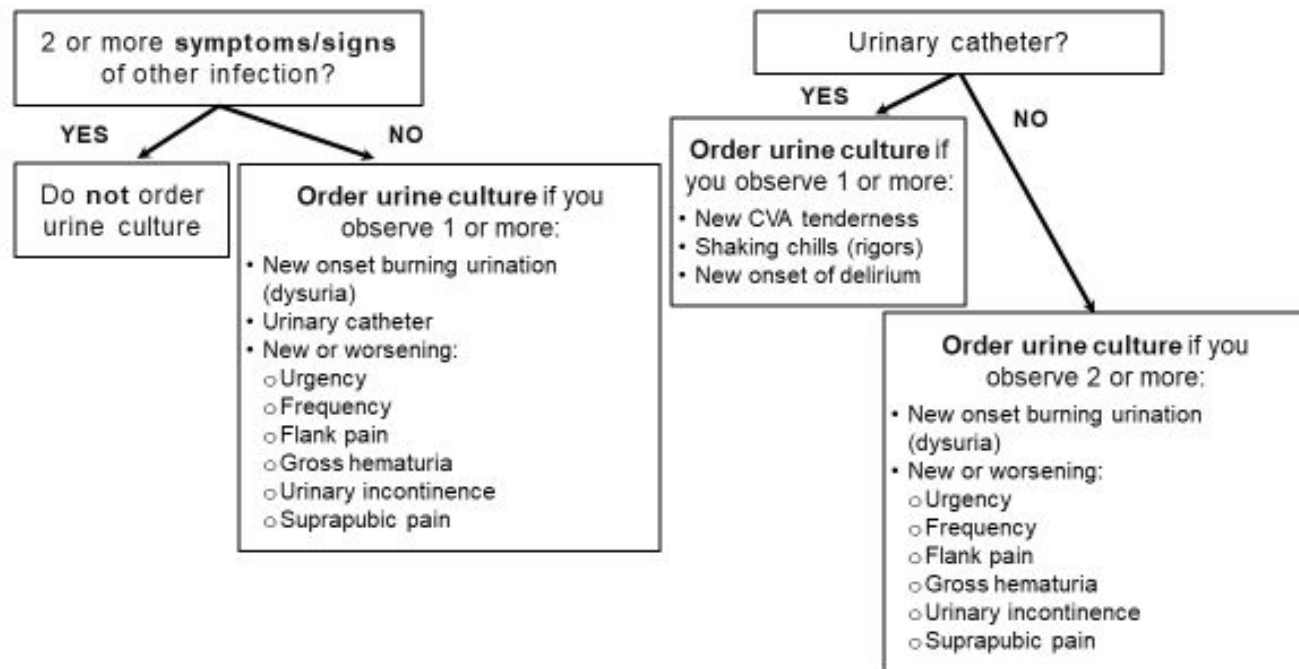 2 or more symptoms/signs
of other infection?
YES
NO
Do not order
urine culture
Order urine culture if you
observe 1 or more:
• New onset burning urination
(dysuria)
• Urinary catheter
• New or worsening:
o Urgency
o Frequency
o Flank pain
o Gross hematuria
o Urinary incontinence
o Suprapubic pain
Urinary catheter?
YES
NO
Order urine culture if
you observe 1 or more:
• New CVA tenderness
• Shaking chills (rigors)
• New onset of delirium
Order urine culture if you
observe 2 or more:
• New onset burning urination
(dysuria)
• New or worsening:
o Urgency
o Frequency
o Flank pain
o Gross hematuria
o Urinary incontinence
o Suprapubic pain